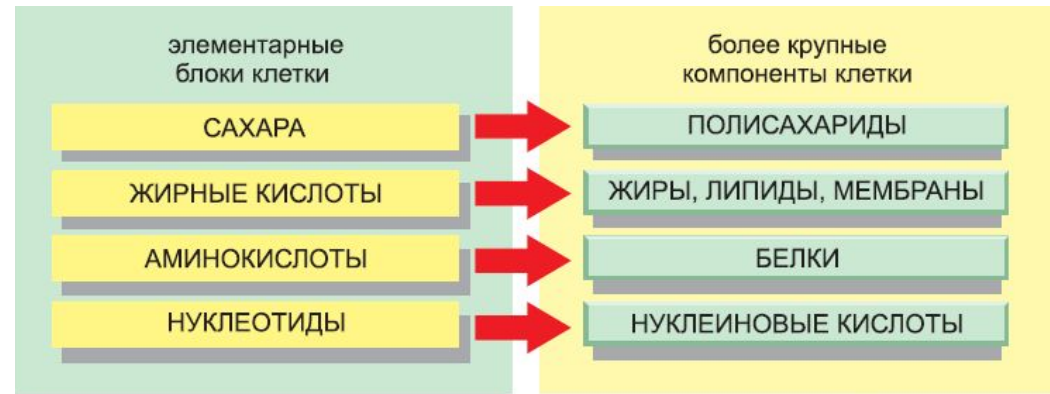 элементарные
блоки клетки
САХАРА
ЖИРНЫЕ КИСЛОТЫ
АМИНОКИСЛОТЫ
НУКЛЕОТИДЫ
более крупные
компоненты клетки
ПОЛИСАХАРИДЫ
ЖИРЫ, ЛИПИДЫ, МЕМБРАНЫ
БЕЛКИ
НУКЛЕИНОВЫЕ КИСЛОТЫ